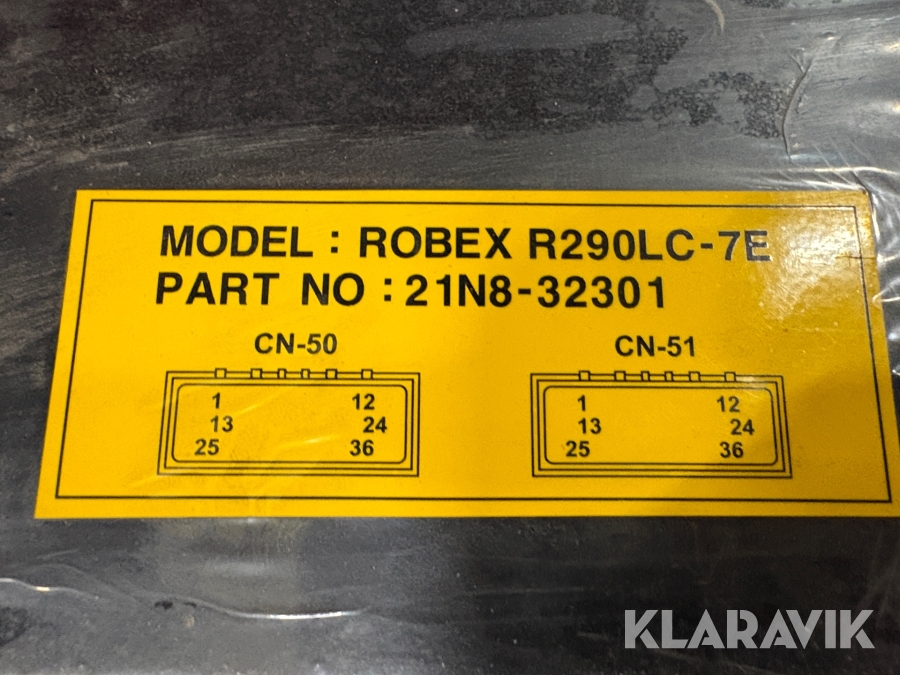 MODEL : ROBEX R290LC-7E
PART NO : 21N8-32301
CN-50 CN-51
1 12 1 12
13 24 13 24
25 36 25 36
KLARAVIK